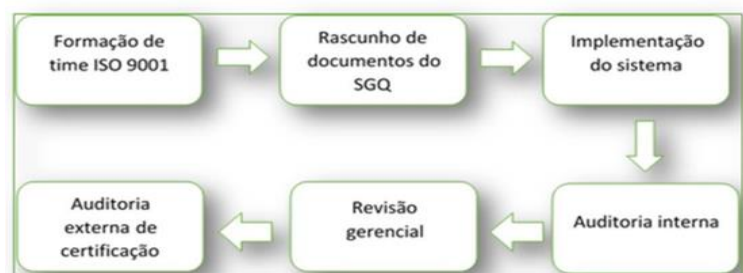 Formação de
time ISO 9001
Rascunho de
documentos do
SGQ
Implementação
do sistema
Auditoria interna
Revisão
gerencial
Auditoria
externa de
certificação